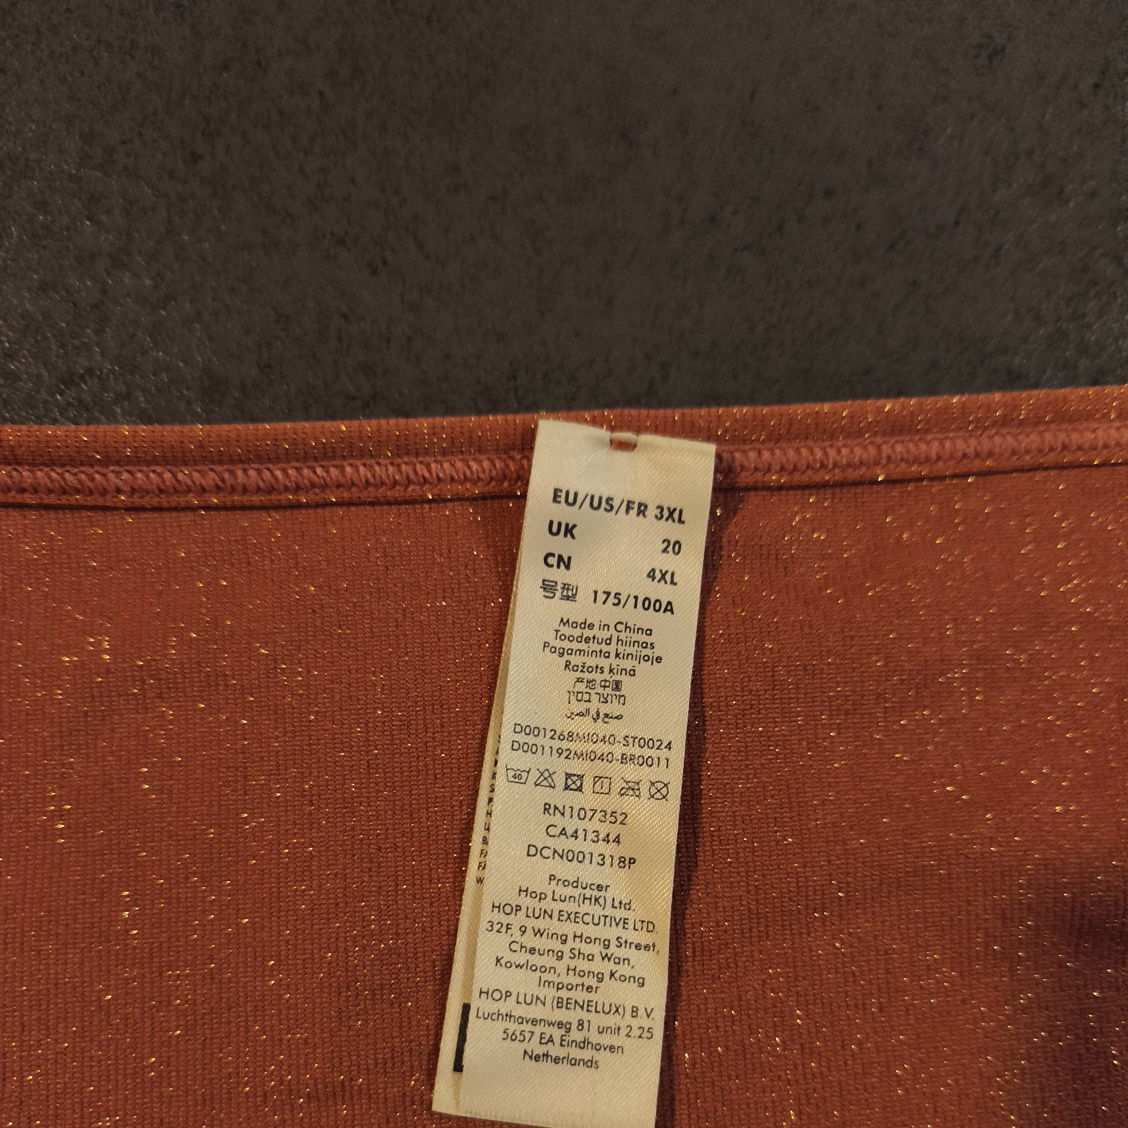 EU/US/FR 3XL
UK 20
CN 4XL
号型 175/100A
Made in China
Toodetud hiinas
Pagaminta kinijoje
Ražots ķīnā
产地:中国
מיוצר בסין
صنع في الصين
D001268MI040-ST0024
D001192MI040-BR0011
40
RN107352
CA41344
DCN001318P
Producer
Hop Lun(HK) Ltd.
HOP LUN EXECUTIVE LTD.
32F, 9 Wing Hong Street,
Cheung Sha Wan,
Kowloon, Hong Kong
Importer
HOP LUN (BENELUX) B.V.
Luchthavenweg 81 unit 2.25
5657 EA Eindhoven
Netherlands